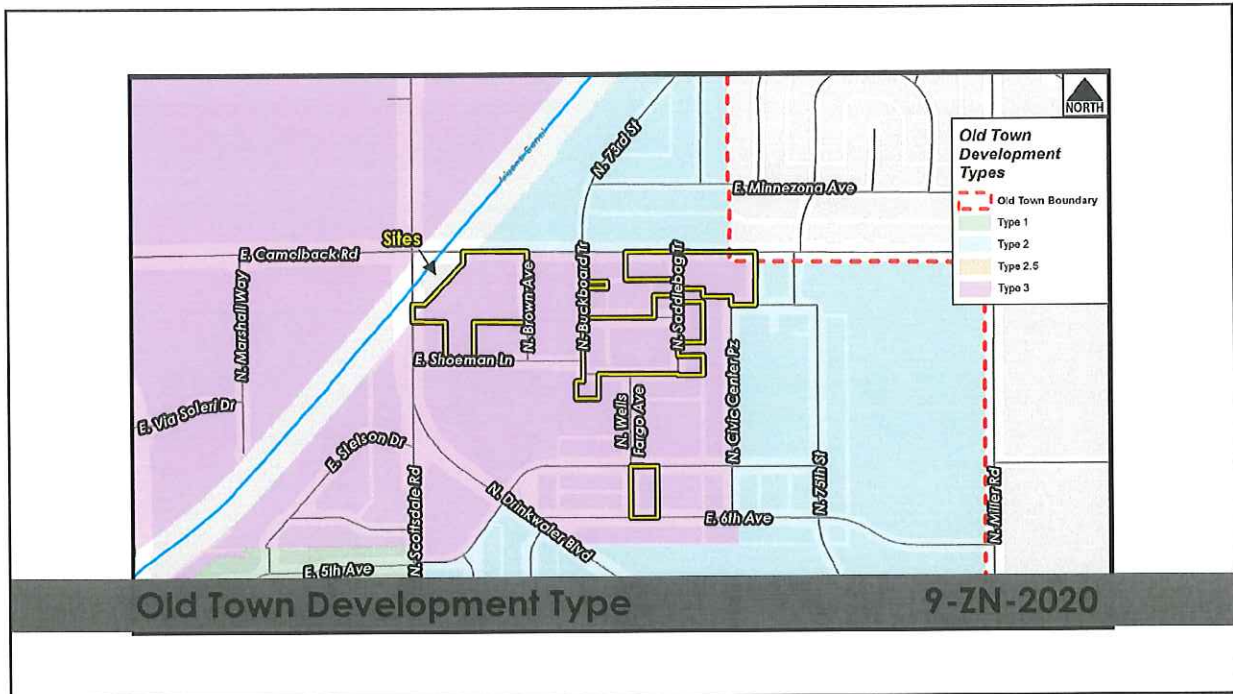 NORTH
Old Town
Development
Types
Old Town Boundary
Type 1
Type 2
Type 2.5
Type 3
N. 73rd St
Arizona Canal
E. Minnezona Ave
Sites
E. Camelback Rd
N. Marshall Way
N. Brown Ave
N. Buckboard Tr
N. Saddlebag Tr
E. Shoeman Ln
N. Civic Center Pz
E. Via Soleri Dr
N. Wells
Fargo Ave
E. Stetson Dr
N. Scottsdale Rd
N. Drinkwater Blvd
E. 6th Ave
N. 75th St
N. Miller Rd
E. 5th Ave
Old Town Development Type
9-ZN-2020